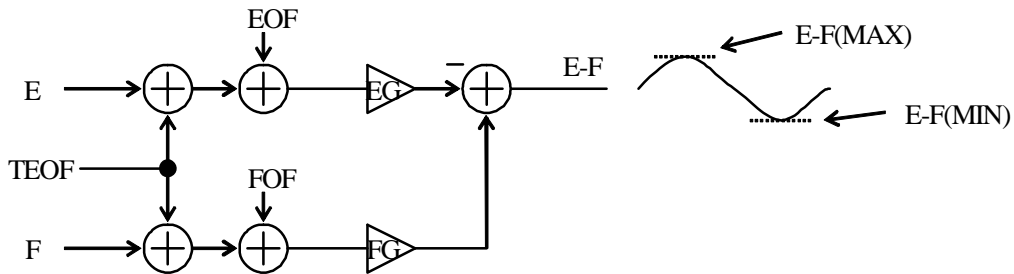 EOF
E-F(MAX)
E
EG
−
E-F
E-F(MIN)
TEOF
FOF
F
FG